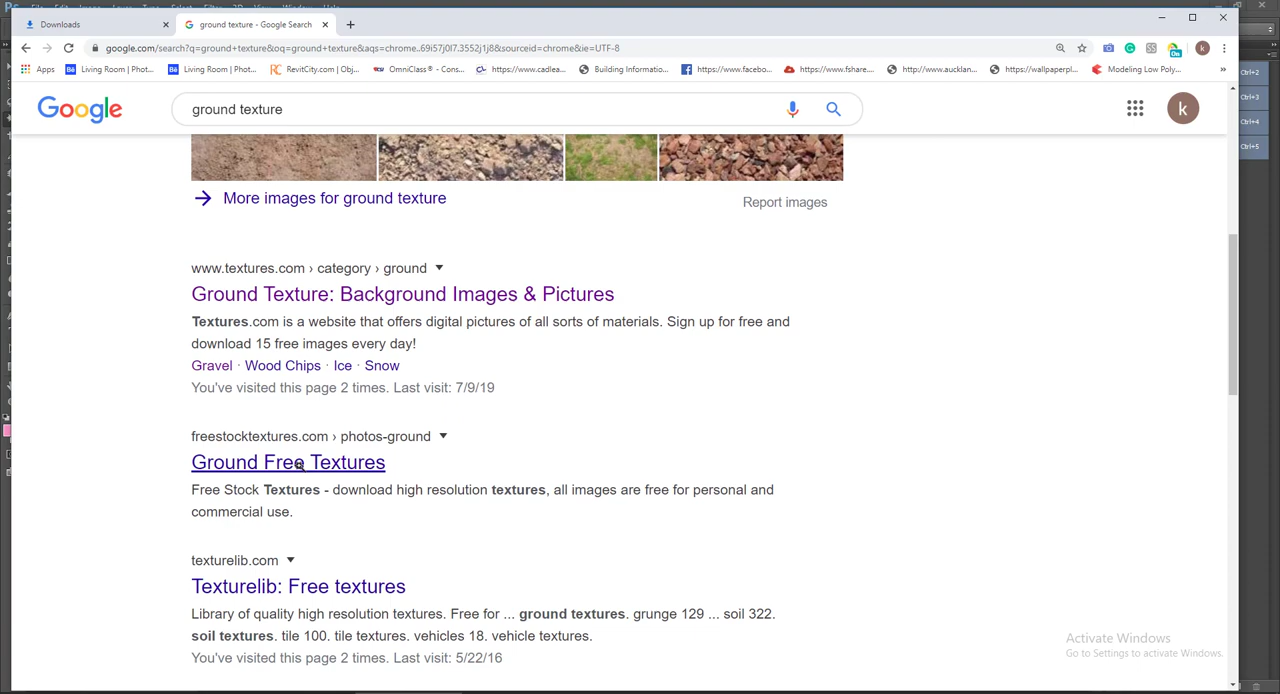 Downloads
ground texture - Google Search
google.com/search?q=ground+texture&oq=ground+texture&aqs=chrome..69i57j0l7.3552j1j8&sourceid=chrome&ie=UTF-8
Apps
Living Room | Phot...
Living Room | Phot...
RevitCity.com | Obj...
OmniClass® - Cons...
https://www.cadlea...
Building Informatio...
https://www.facebo...
https://www.fshare...
http://www.aucklan...
https://wallpaperpl...
Modeling Low Poly...
»
Ctrl+2
Ctrl+3
Ctrl+4
Ctrl+5
Google
ground texture
k
More images for ground texture
Report images
www.textures.com › category › ground
Ground Texture: Background Images & Pictures
Textures.com is a website that offers digital pictures of all sorts of materials. Sign up for free and
download 15 free images every day!
Gravel · Wood Chips · Ice · Snow
You've visited this page 2 times. Last visit: 7/9/19
freestocktextures.com › photos-ground
Ground Free Textures
Free Stock Textures - download high resolution textures, all images are free for personal and
commercial use.
texturelib.com
Texturelib: Free textures
Library of quality high resolution textures. Free for ... ground textures. grunge 129 ... soil 322.
soil textures. tile 100. tile textures. vehicles 18. vehicle textures.
You've visited this page 2 times. Last visit: 5/22/16
Activate Windows
Go to Settings to activate Windows.